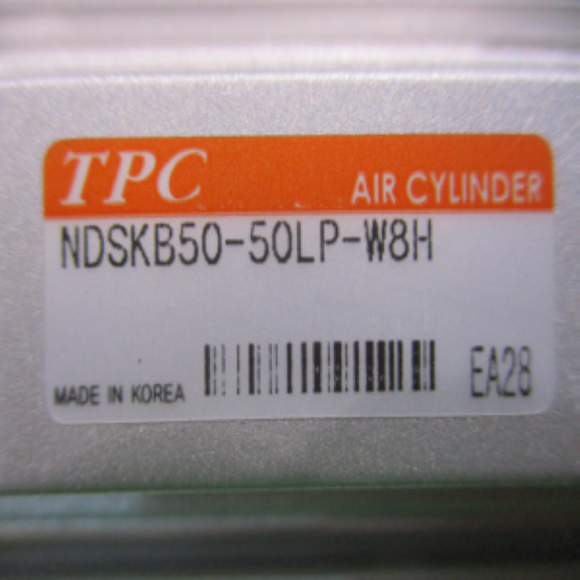 TPC AIR CYLINDER
NDSKB50-50LP-W8H
MADE IN KOREA EA28